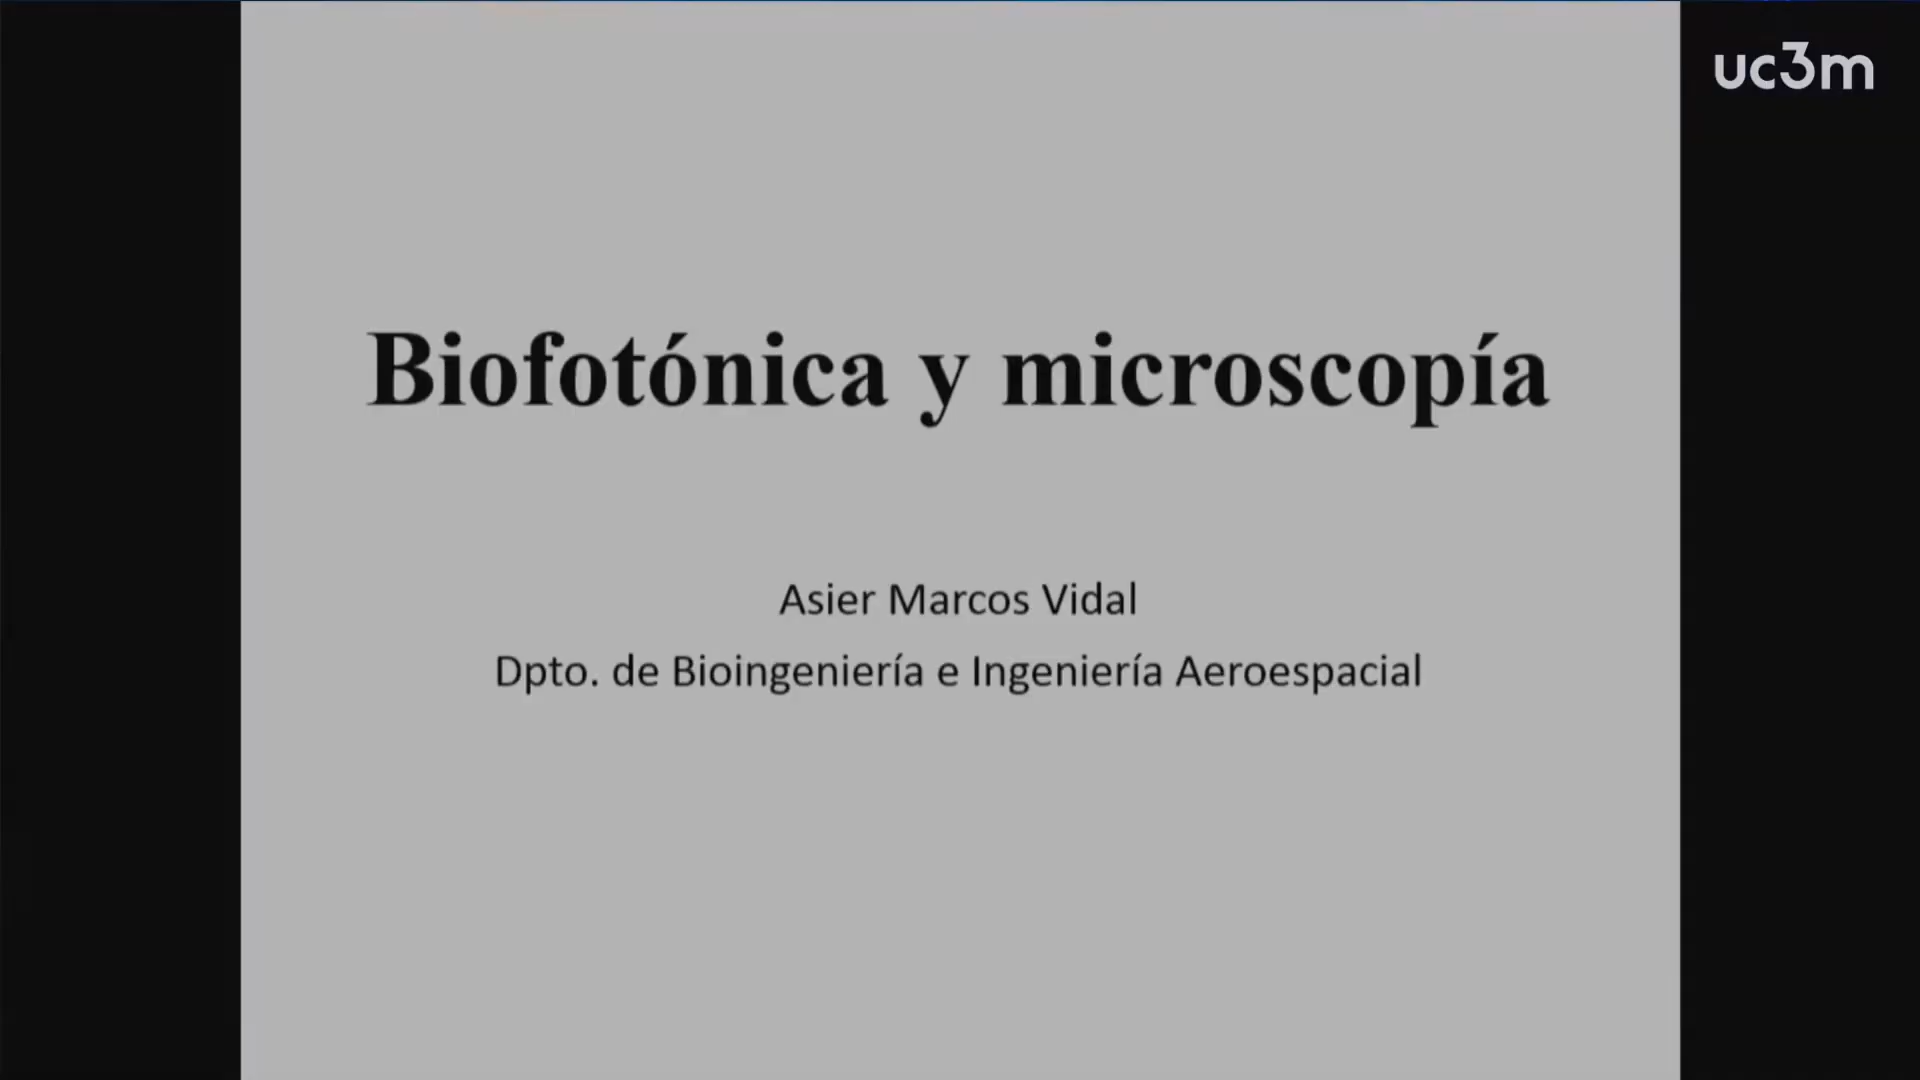 uc3m
Biofotónica y microscopía
Asier Marcos Vidal
Dpto. de Bioingeniería e Ingeniería Aeroespacial